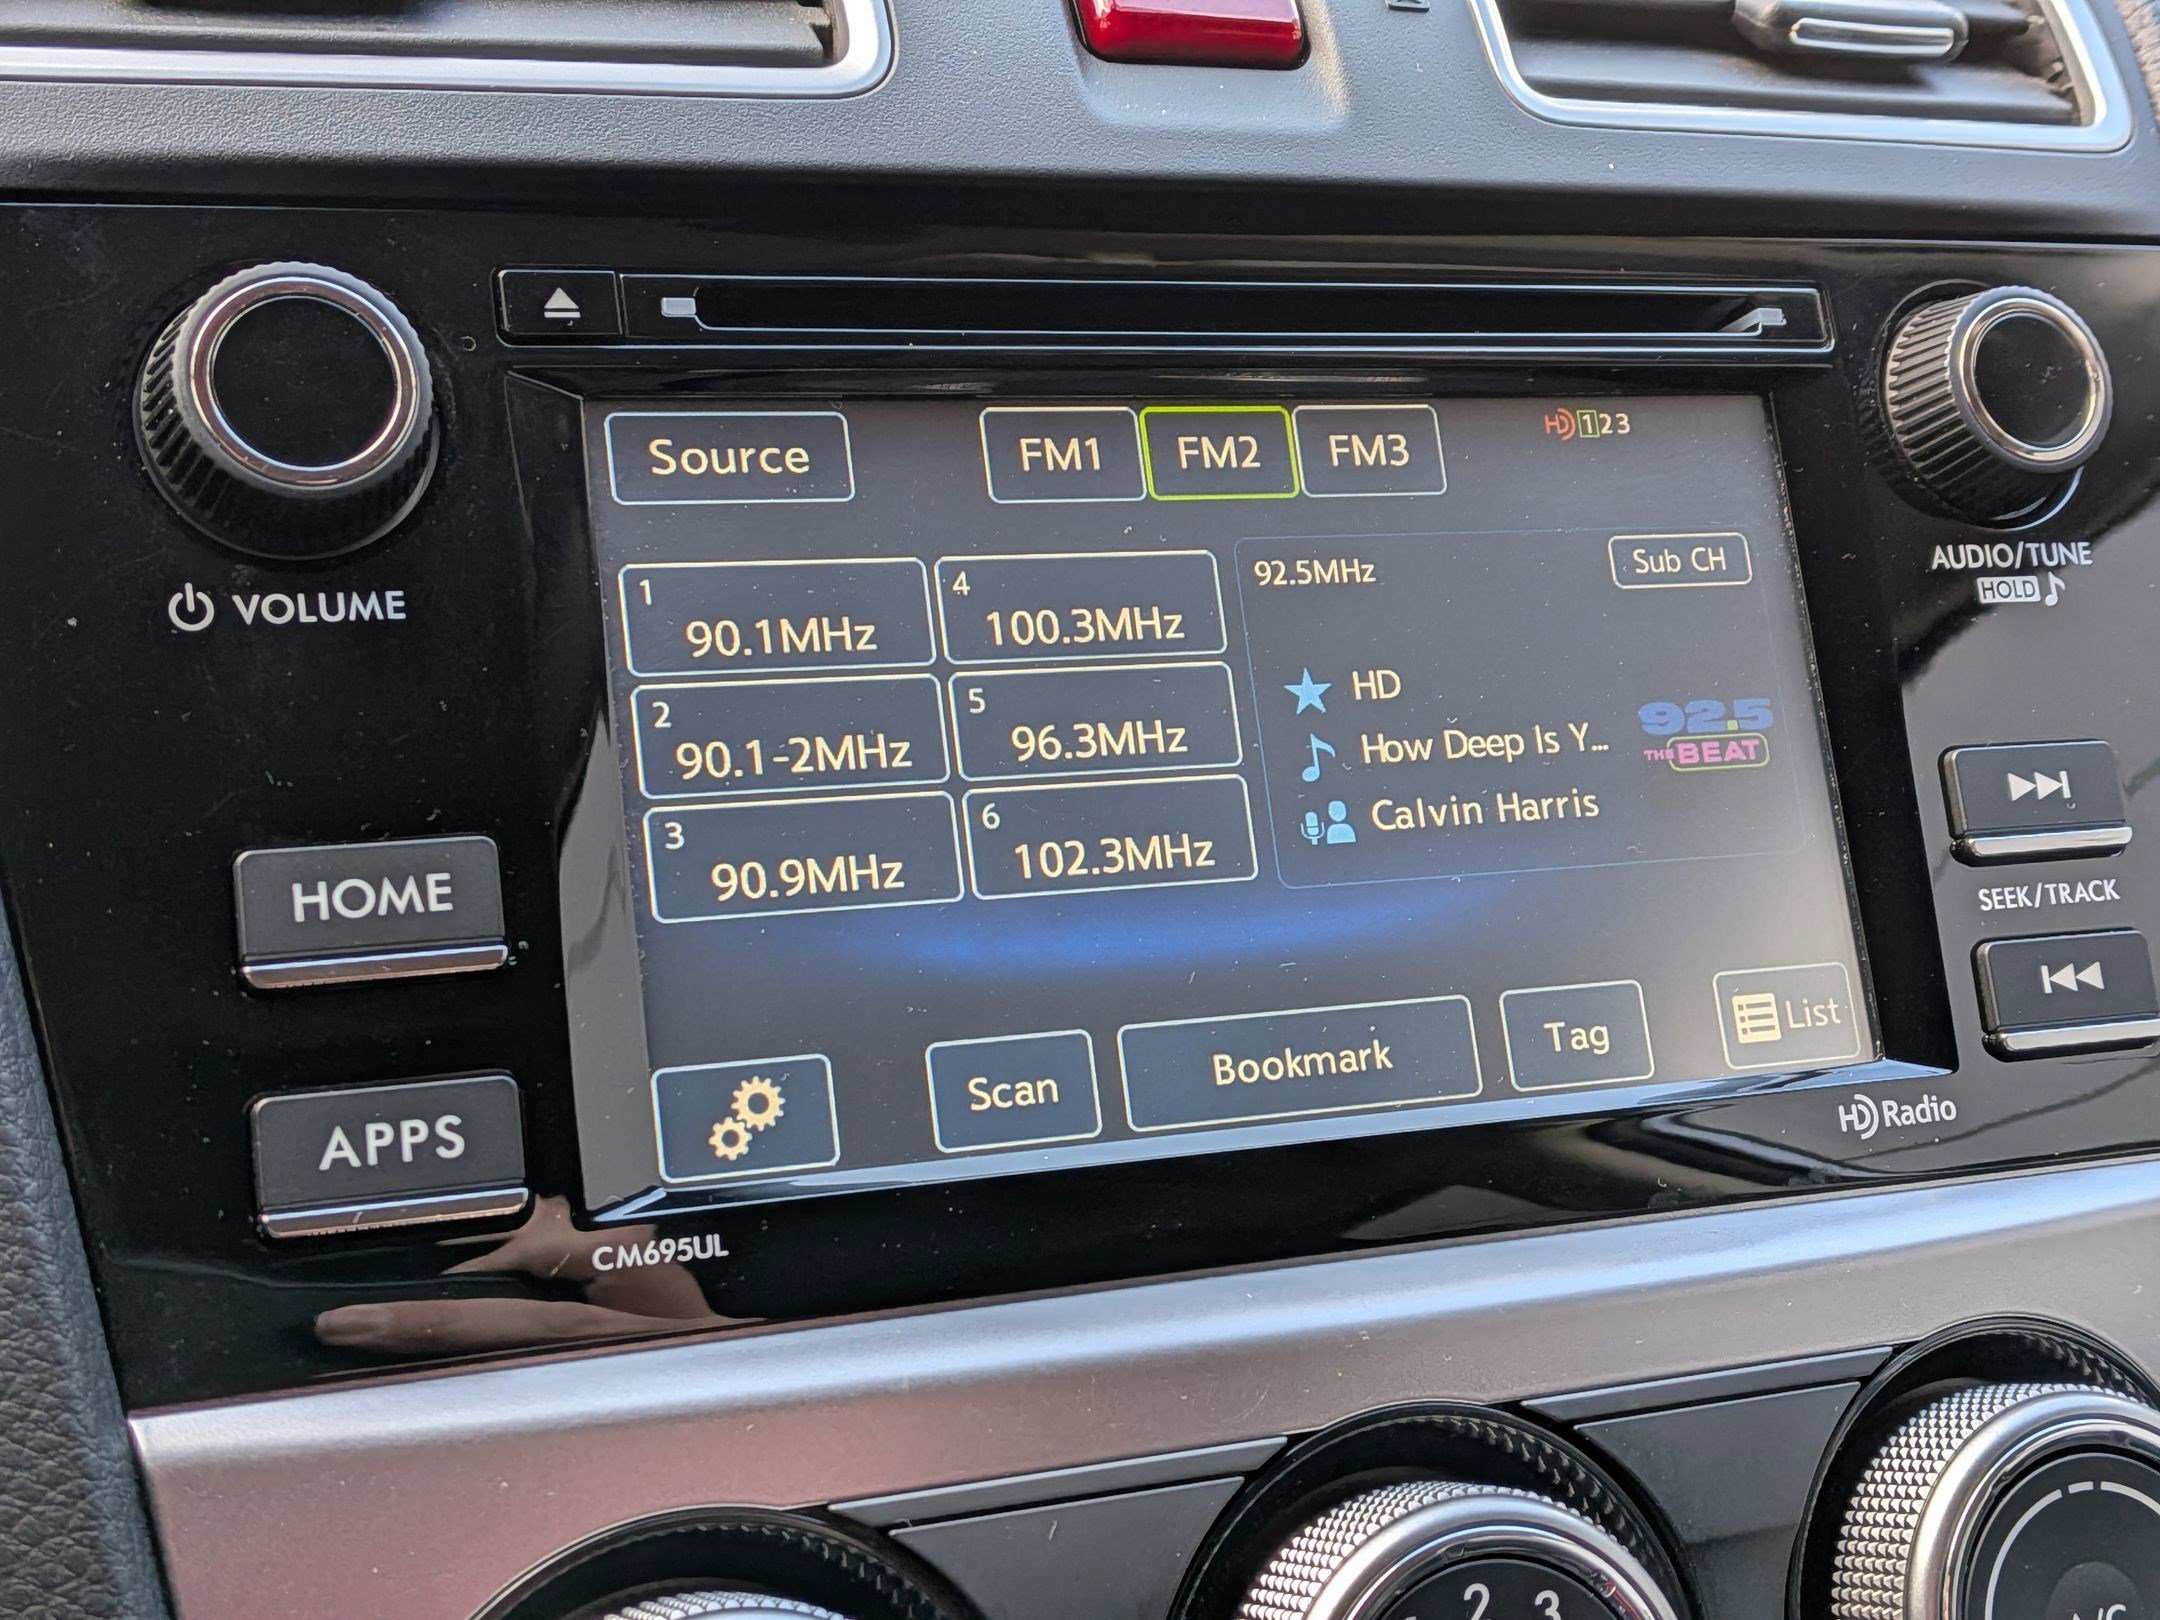 VOLUME
AUDIO/TUNE
HOLD
HOME
APPS
SEEK/TRACK
Source
FM1
FM2
FM3
HD 1 2 3
1
90.1MHz
2
90.1-2MHz
3
90.9MHz
4
100.3MHz
5
96.3MHz
6
102.3MHz
92.5MHz
Sub CH
HD
How Deep Is Y...
Calvin Harris
92.5
THE BEAT
Scan
Bookmark
Tag
List
HD Radio
CM695UL
2 3